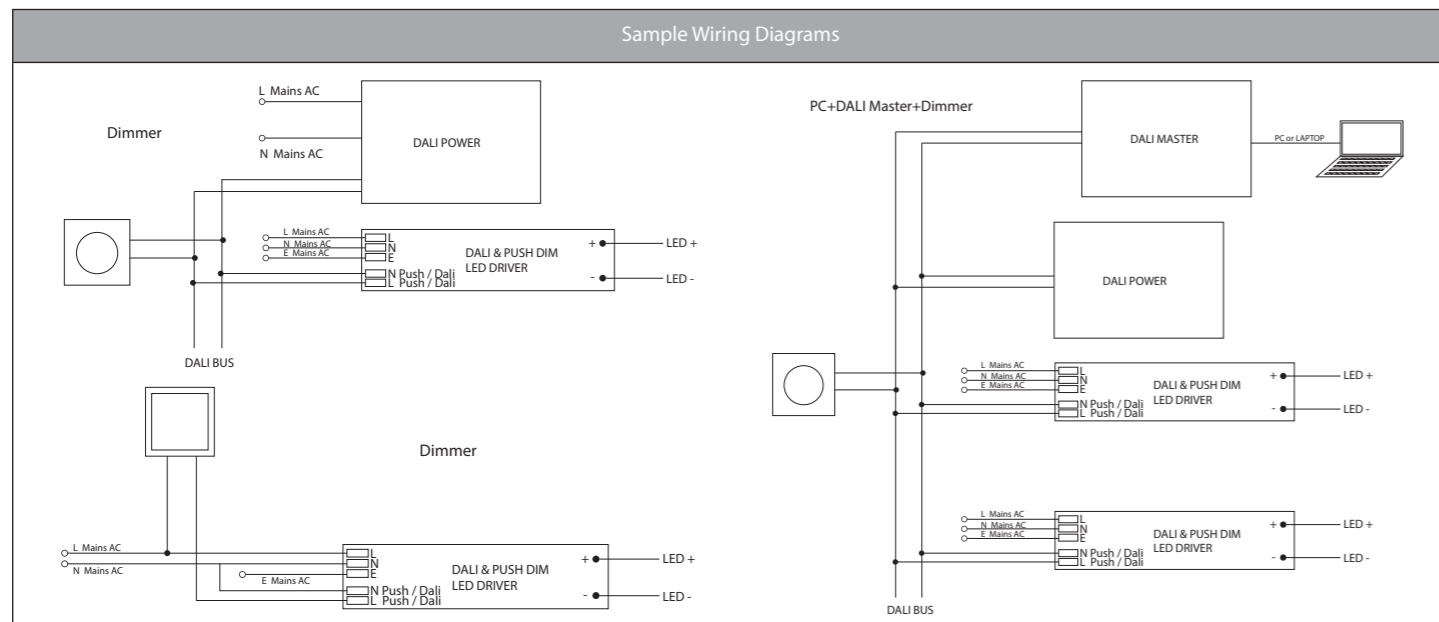 Sample Wiring Diagrams
Dimmer
L Mains AC
N Mains AC
DALI POWER
L Mains AC
N Mains AC
E Mains AC
L
N
E
N Push / Dali
L Push / Dali
DALI & PUSH DIM
LED DRIVER
+
-
LED +
LED -
DALI BUS
Dimmer
L Mains AC
N Mains AC
E Mains AC
L
N
E
N Push / Dali
L Push / Dali
DALI & PUSH DIM
LED DRIVER
+
-
LED +
LED -
PC+DALI Master+Dimmer
DALI MASTER
PC or LAPTOP
DALI POWER
L Mains AC
N Mains AC
E Mains AC
L
N
E
N Push / Dali
L Push / Dali
DALI & PUSH DIM
LED DRIVER
+
-
LED +
LED -
L Mains AC
N Mains AC
E Mains AC
L
N
E
N Push / Dali
L Push / Dali
DALI & PUSH DIM
LED DRIVER
+
-
LED +
LED -
DALI BUS